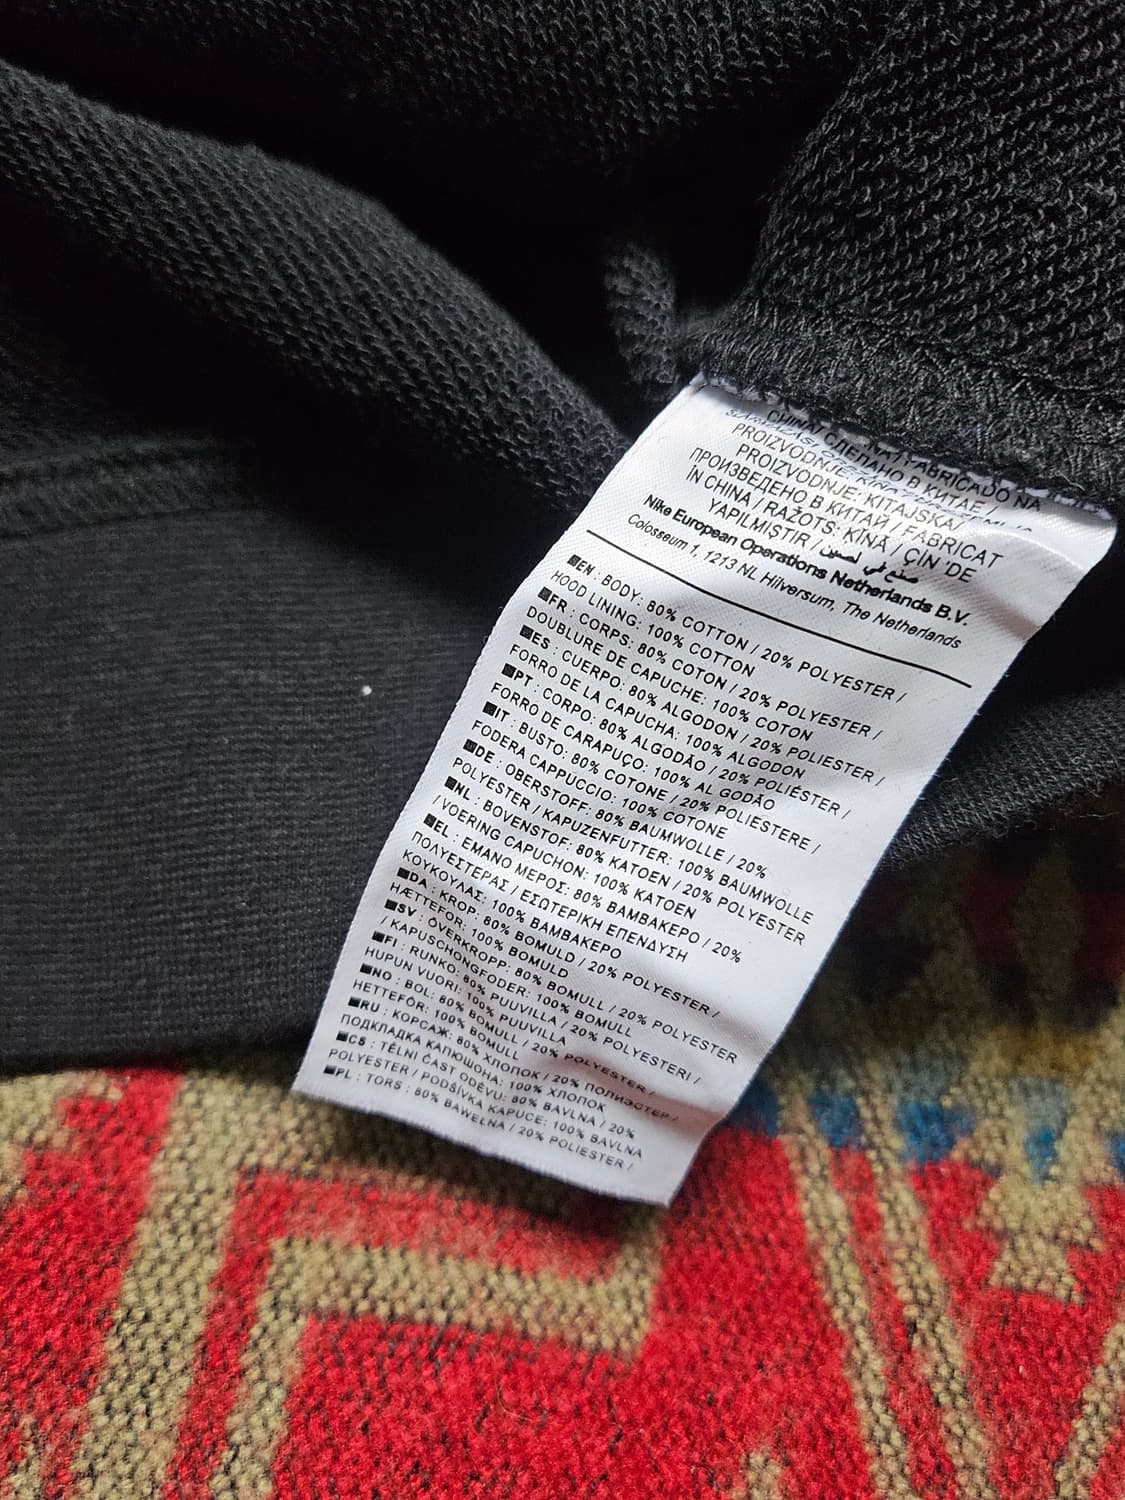 CHINA / СДЕЛАНО В КИТАЕ /
FABRICADO NA
PROIZVODNJE: KITAJSKA/
ПРОИЗВЕДЕНО В КИТАЙ / FABRICAT
ÎN CHINA / RAŽOTS: ĶĪNĀ / ÇİN 'DE
YAPILMIŞTIR / صنع في لصين
Nike European Operations Netherlands B.V.
Colosseum 1, 1213 NL Hilversum, The Netherlands
EN : BODY: 80% COTTON / 20% POLYESTER /
HOOD LINING: 100% COTTON
FR : CORPS: 80% COTON / 20% POLYESTER /
DOUBLURE DE CAPUCHE: 100% COTON
ES : CUERPO: 80% ALGODON / 20% POLIESTER /
FORRO DE LA CAPUCHA: 100% ALGODON
PT : CORPO: 80% ALGODÃO / 20% POLIÉSTER /
FORRO DE CARAPUÇO: 100% ALGODÃO
IT : BUSTO: 80% COTONE / 20% POLIESTERE /
FODERA CAPPUCCIO: 100% COTONE
DE : OBERSTOFF: 80% BAUMWOLLE / 20%
POLYESTER / KAPUZENFUTTER: 100% BAUMWOLLE
NL : BOVENSTOF: 80% KATOEN / 20% POLYESTER
/ VOERING CAPUCHON: 100% KATOEN
EL : ΕΜΑΝΟ ΜΕΡΟΣ: 80% ΒΑΜΒΑΚΕΡΟ / 20%
ΠΟΛΥΕΣΤΕΡΑΣ / ΕΣΩΤΕΡΙΚΗ ΕΠΕΝΔΥΣΗ
ΚΟΥΚΟΥΛΑΣ: 100% ΒΑΜΒΑΚΕΡΟ
DA : KROP: 80% BOMULD / 20% POLYESTER /
HÆTTEFOR: 100% BOMULD
SV : ÖVERKROPP: 80% BOMULL / 20% POLYESTER
/ KAPUSCHONGFODER: 100% BOMULL
FI : RUNKO: 80% PUUVILLA / 20% POLYESTERI /
HUPUN VUORI: 100% PUUVILLA
NO : BOL: 80% BOMULL / 20% POLYESTER /
HETTEFÔR: 100% BOMULL
RU : КОРСАЖ: 80% ХЛОПОК / 20% ПОЛИЭСТЕР /
ПОДКЛАДКА КАПЮШОНА: 100% ХЛОПОК
CS : TĚLNÍ ČÁST ODĚVU: 80% BAVLNA / 20%
POLYESTER / PODŠÍVKA KAPUCE: 100% BAVLNA
PL : TORS : 80% BAWEŁNA / 20% POLIESTER /